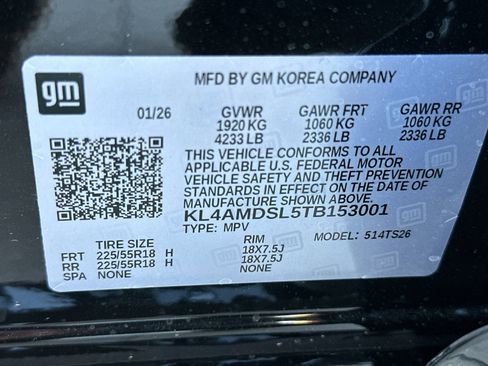 gm
MFD BY GM KOREA COMPANY
01/26 GVWR GAWR FRT GAWR RR
1920 KG 1060 KG 1060 KG
4233 LB 2336 LB 2336 LB
THIS VEHICLE CONFORMS TO ALL
APPLICABLE U.S. FEDERAL MOTOR
VEHICLE SAFETY AND THEFT PREVENTION
STANDARDS IN EFFECT ON THE DATE OF
MANUFACTURE SHOWN ABOVE.
KL4AMDSL5TB153001
TYPE: MPV MODEL: 514TS26
TIRE SIZE RIM
FRT 225/55R18 H 18X7.5J
RR 225/55R18 H 18X7.5J
SPA NONE NONE